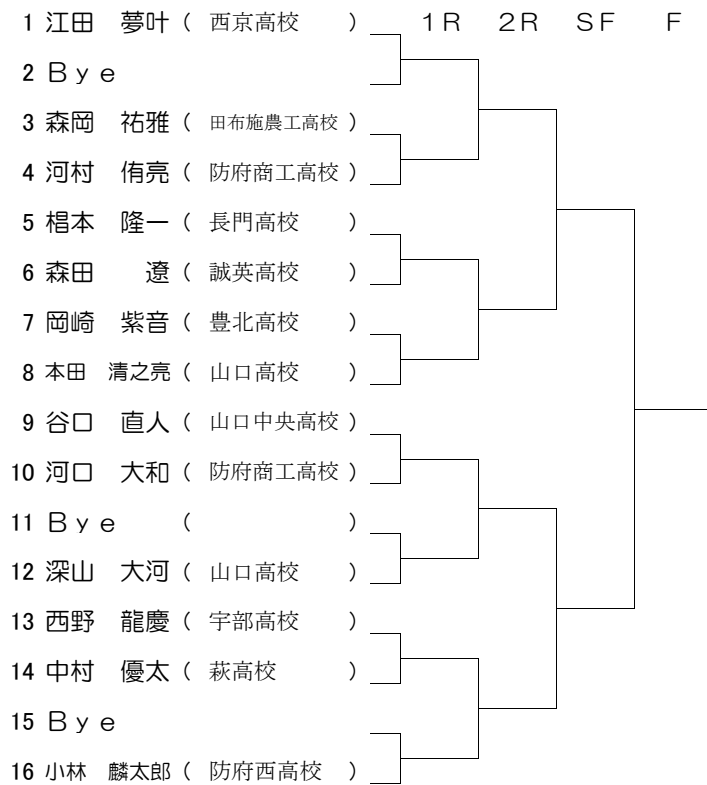 1 江田　夢叶（ 西京高校 ） １Ｒ ２Ｒ ＳＦ Ｆ
2 Ｂｙｅ
3 森岡　祐雅（ 田布施農工高校 ）
4 河村　侑亮（ 防府商工高校 ）
5 椙本　隆一（ 長門高校 ）
6 森田　　遼（ 誠英高校 ）
7 岡崎　紫音（ 豊北高校 ）
8 本田　清之亮（ 山口高校 ）
9 谷口　直人（ 山口中央高校 ）
10 河口　大和（ 防府商工高校 ）
11 Ｂｙｅ （ ）
12 深山　大河（ 山口高校 ）
13 西野　龍慶（ 宇部高校 ）
14 中村　優太（ 萩高校 ）
15 Ｂｙｅ
16 小林　麟太郎（ 防府西高校 ）